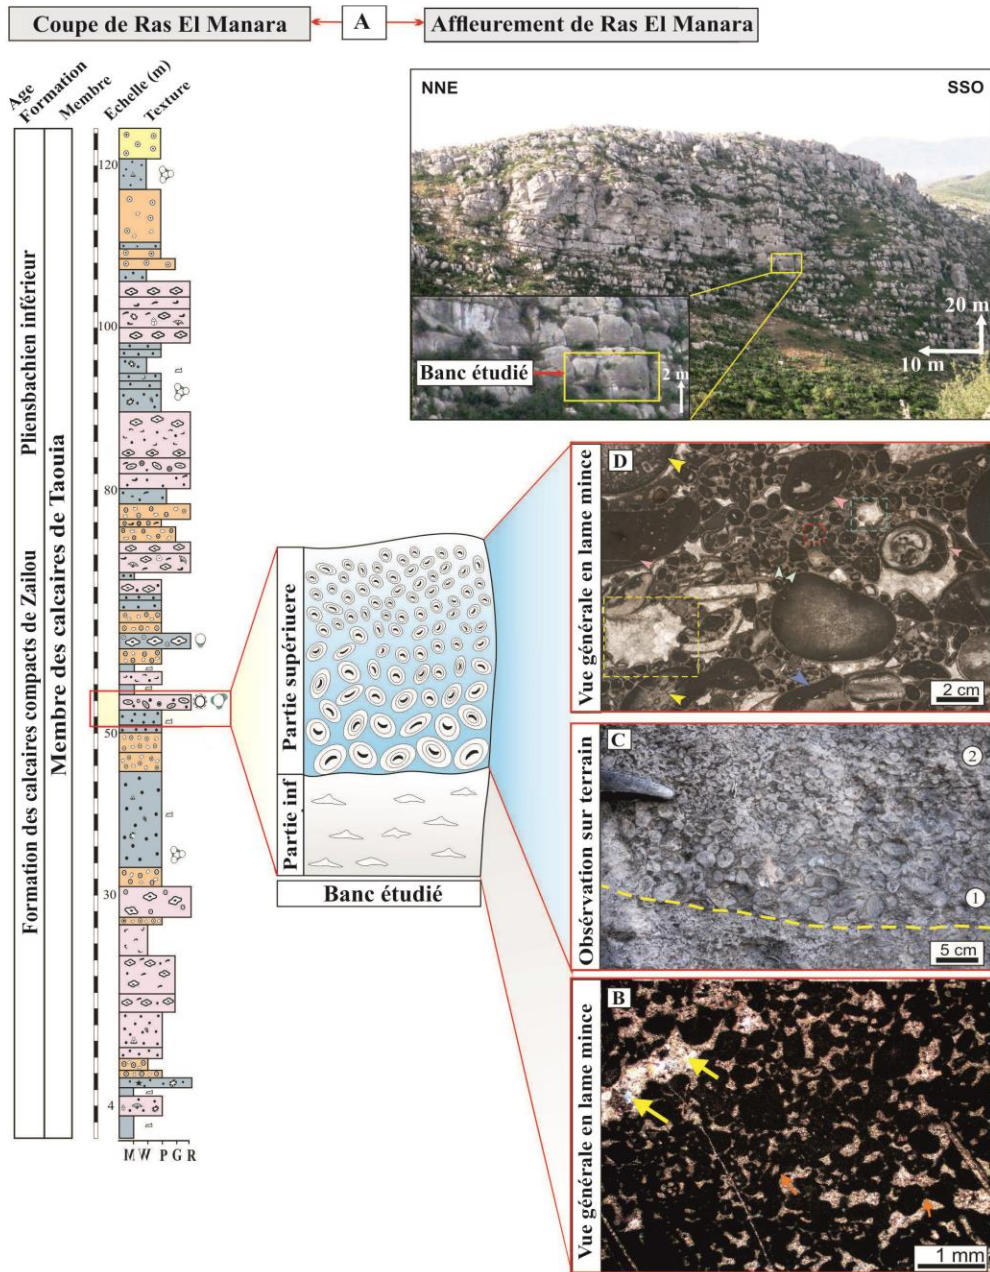 Coupe de Ras El Manara
A
Affleurement de Ras El Manara
Age
Formation
Membre
Echelle (m)
Texture
Pliensbachien inférieur
Formation des calcaires compacts de Zailou
Membre des calcaires de Taouia
120
100
80
50
30
4
M W P G R
NNE
SSO
20 m
10 m
Banc étudié
2 m
Partie supérieure
Partie inf
Banc étudié
Vue générale en lame mince
D
2 cm
Obsérvation sur terrain
C
2
1
5 cm
Vue générale en lame mince
B
1 mm